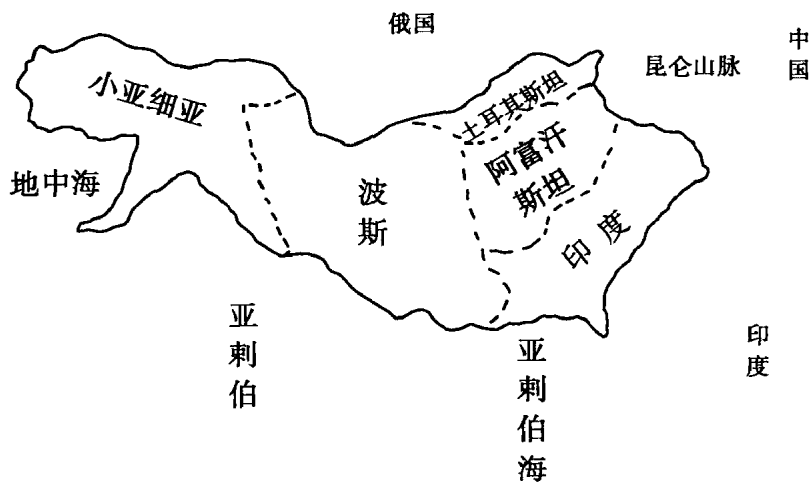 俄国
中国
昆仑山脉
小亚细亚
土耳其斯坦
阿富汗
斯坦
地中海
波斯
印度
亚剌伯
亚剌伯海
印度